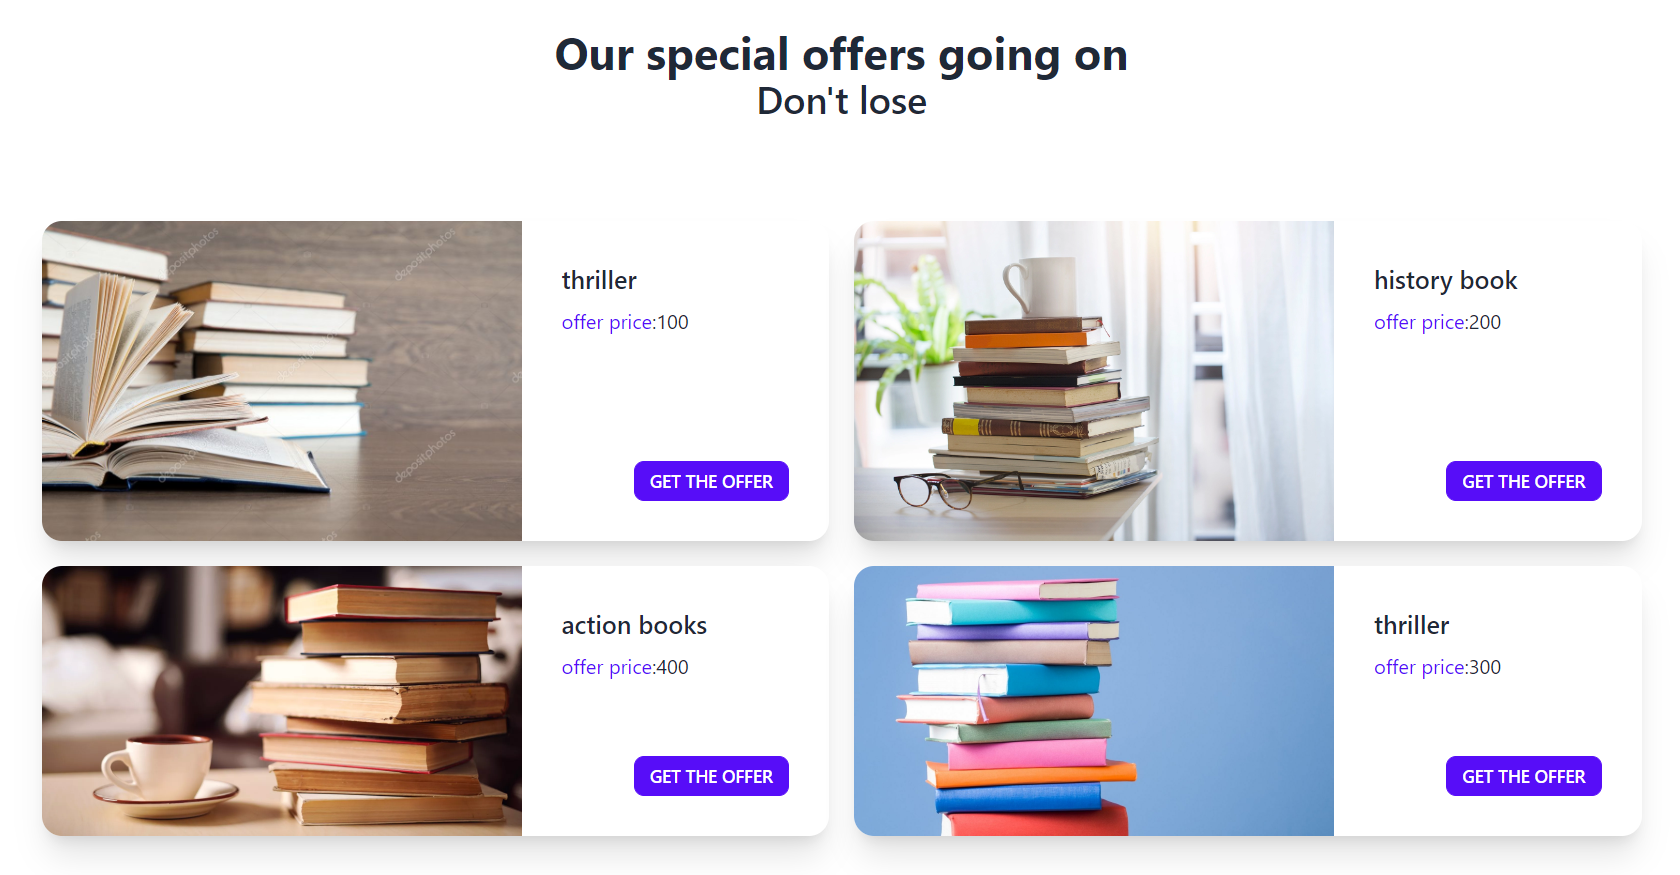 Our special offers going on
Don't lose
depositphotos
depositphotos
thriller
offer price:100
GET THE OFFER
history book
offer price:200
GET THE OFFER
action books
offer price:400
GET THE OFFER
thriller
offer price:300
GET THE OFFER